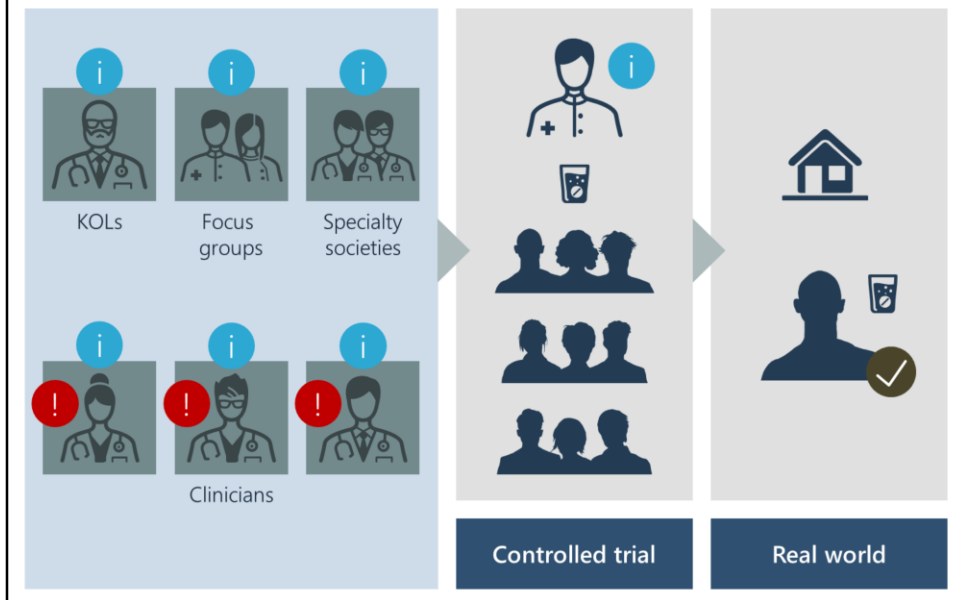 i
i
i
KOLs
Focus
groups
Specialty
societies
i
i
i
!
!
!
Clinicians
i
Controlled trial
Real world